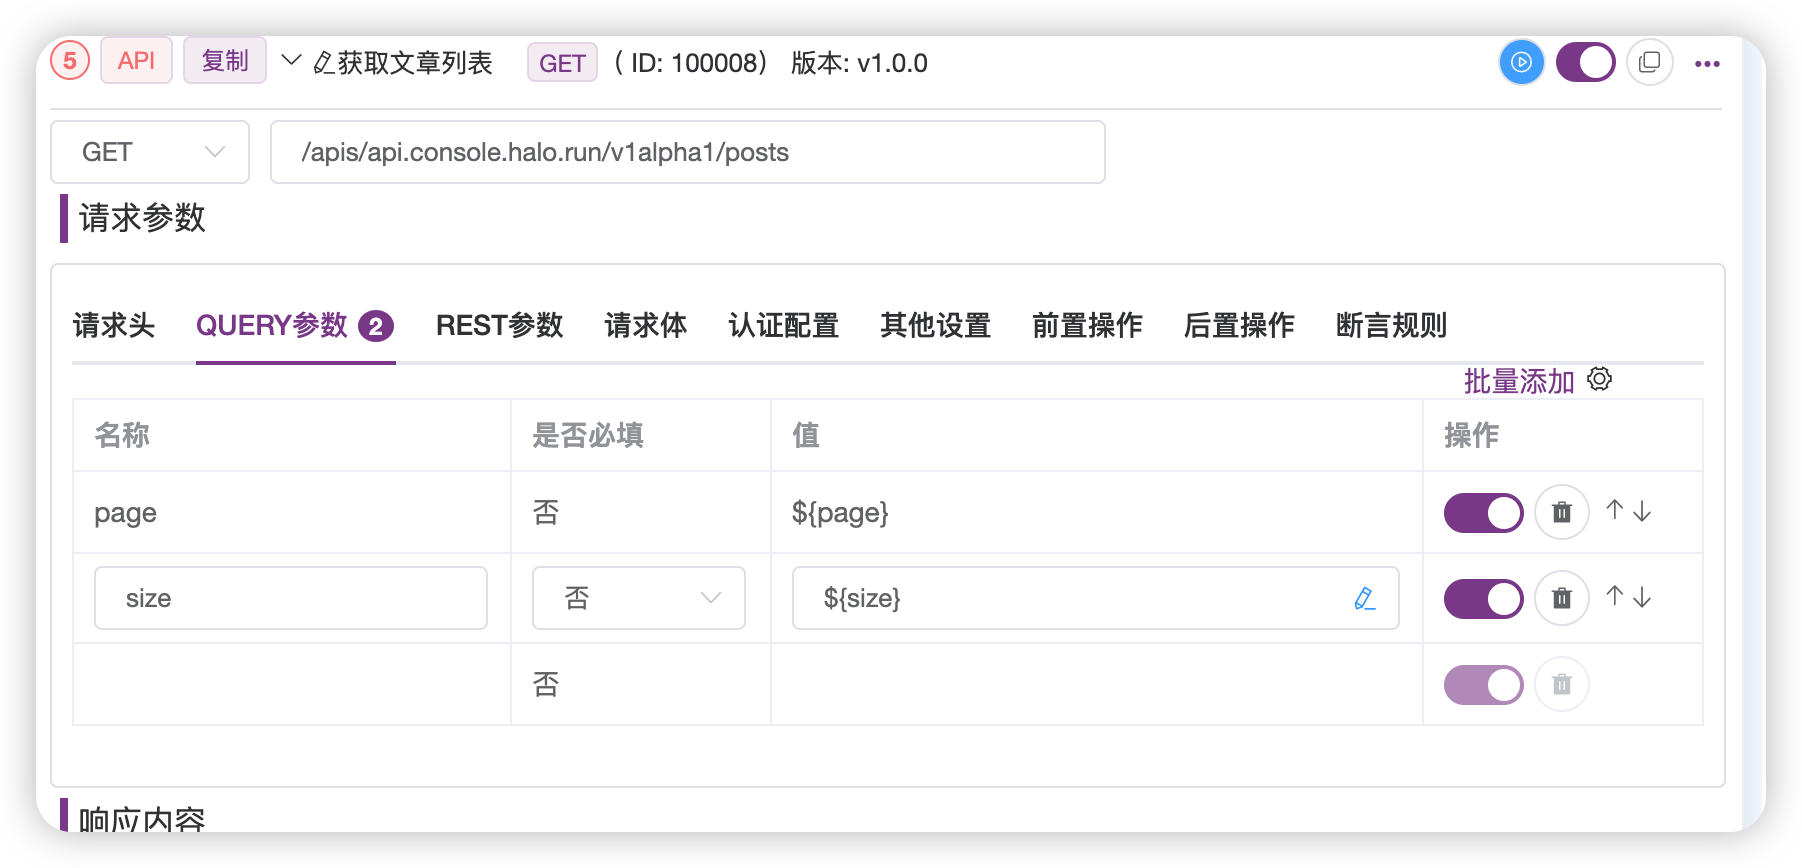 5 API 复制 获取文章列表 GET ( ID: 100008) 版本: v1.0.0
GET /apis/api.console.halo.run/v1alpha1/posts
请求参数
请求头 QUERY参数 2 REST参数 请求体 认证配置 其他设置 前置操作 后置操作 断言规则
批量添加
名称 是否必填 值 操作
page 否 ${page}
size 否 ${size}
否
响应内容